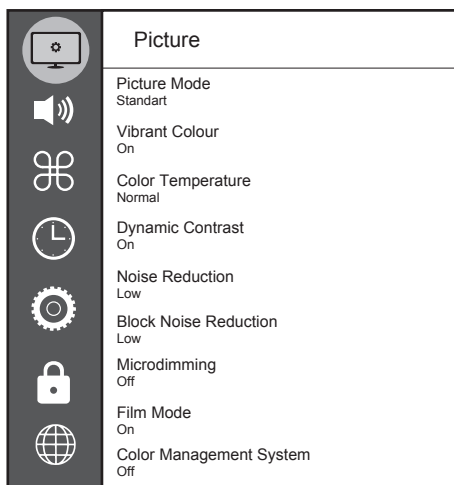 Picture
Picture Mode
Standart
Vibrant Colour
On
Color Temperature
Normal
Dynamic Contrast
On
Noise Reduction
Low
Block Noise Reduction
Low
Microdimming
Off
Film Mode
On
Color Management System
Off